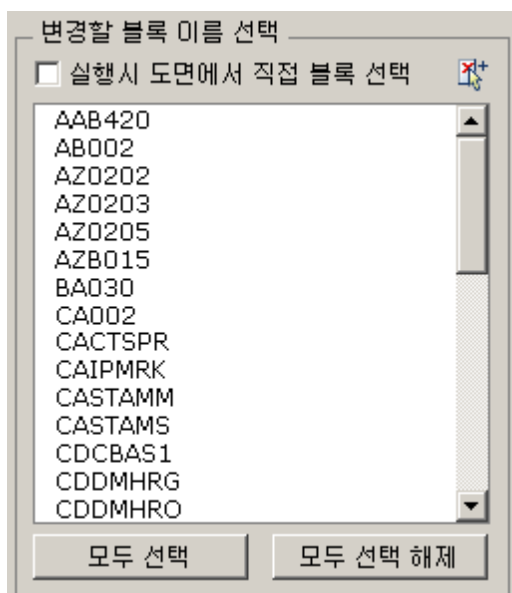 변경할 블록 이름 선택
실행시 도면에서 직접 블록 선택
AAB420
AB002
AZ0202
AZ0203
AZ0205
AZB015
BA030
CA002
CACTSPR
CAIPMRK
CASTAMM
CASTAMS
CDCBAS1
CDDMHRG
CDDMHRO
모두 선택
모두 선택 해제